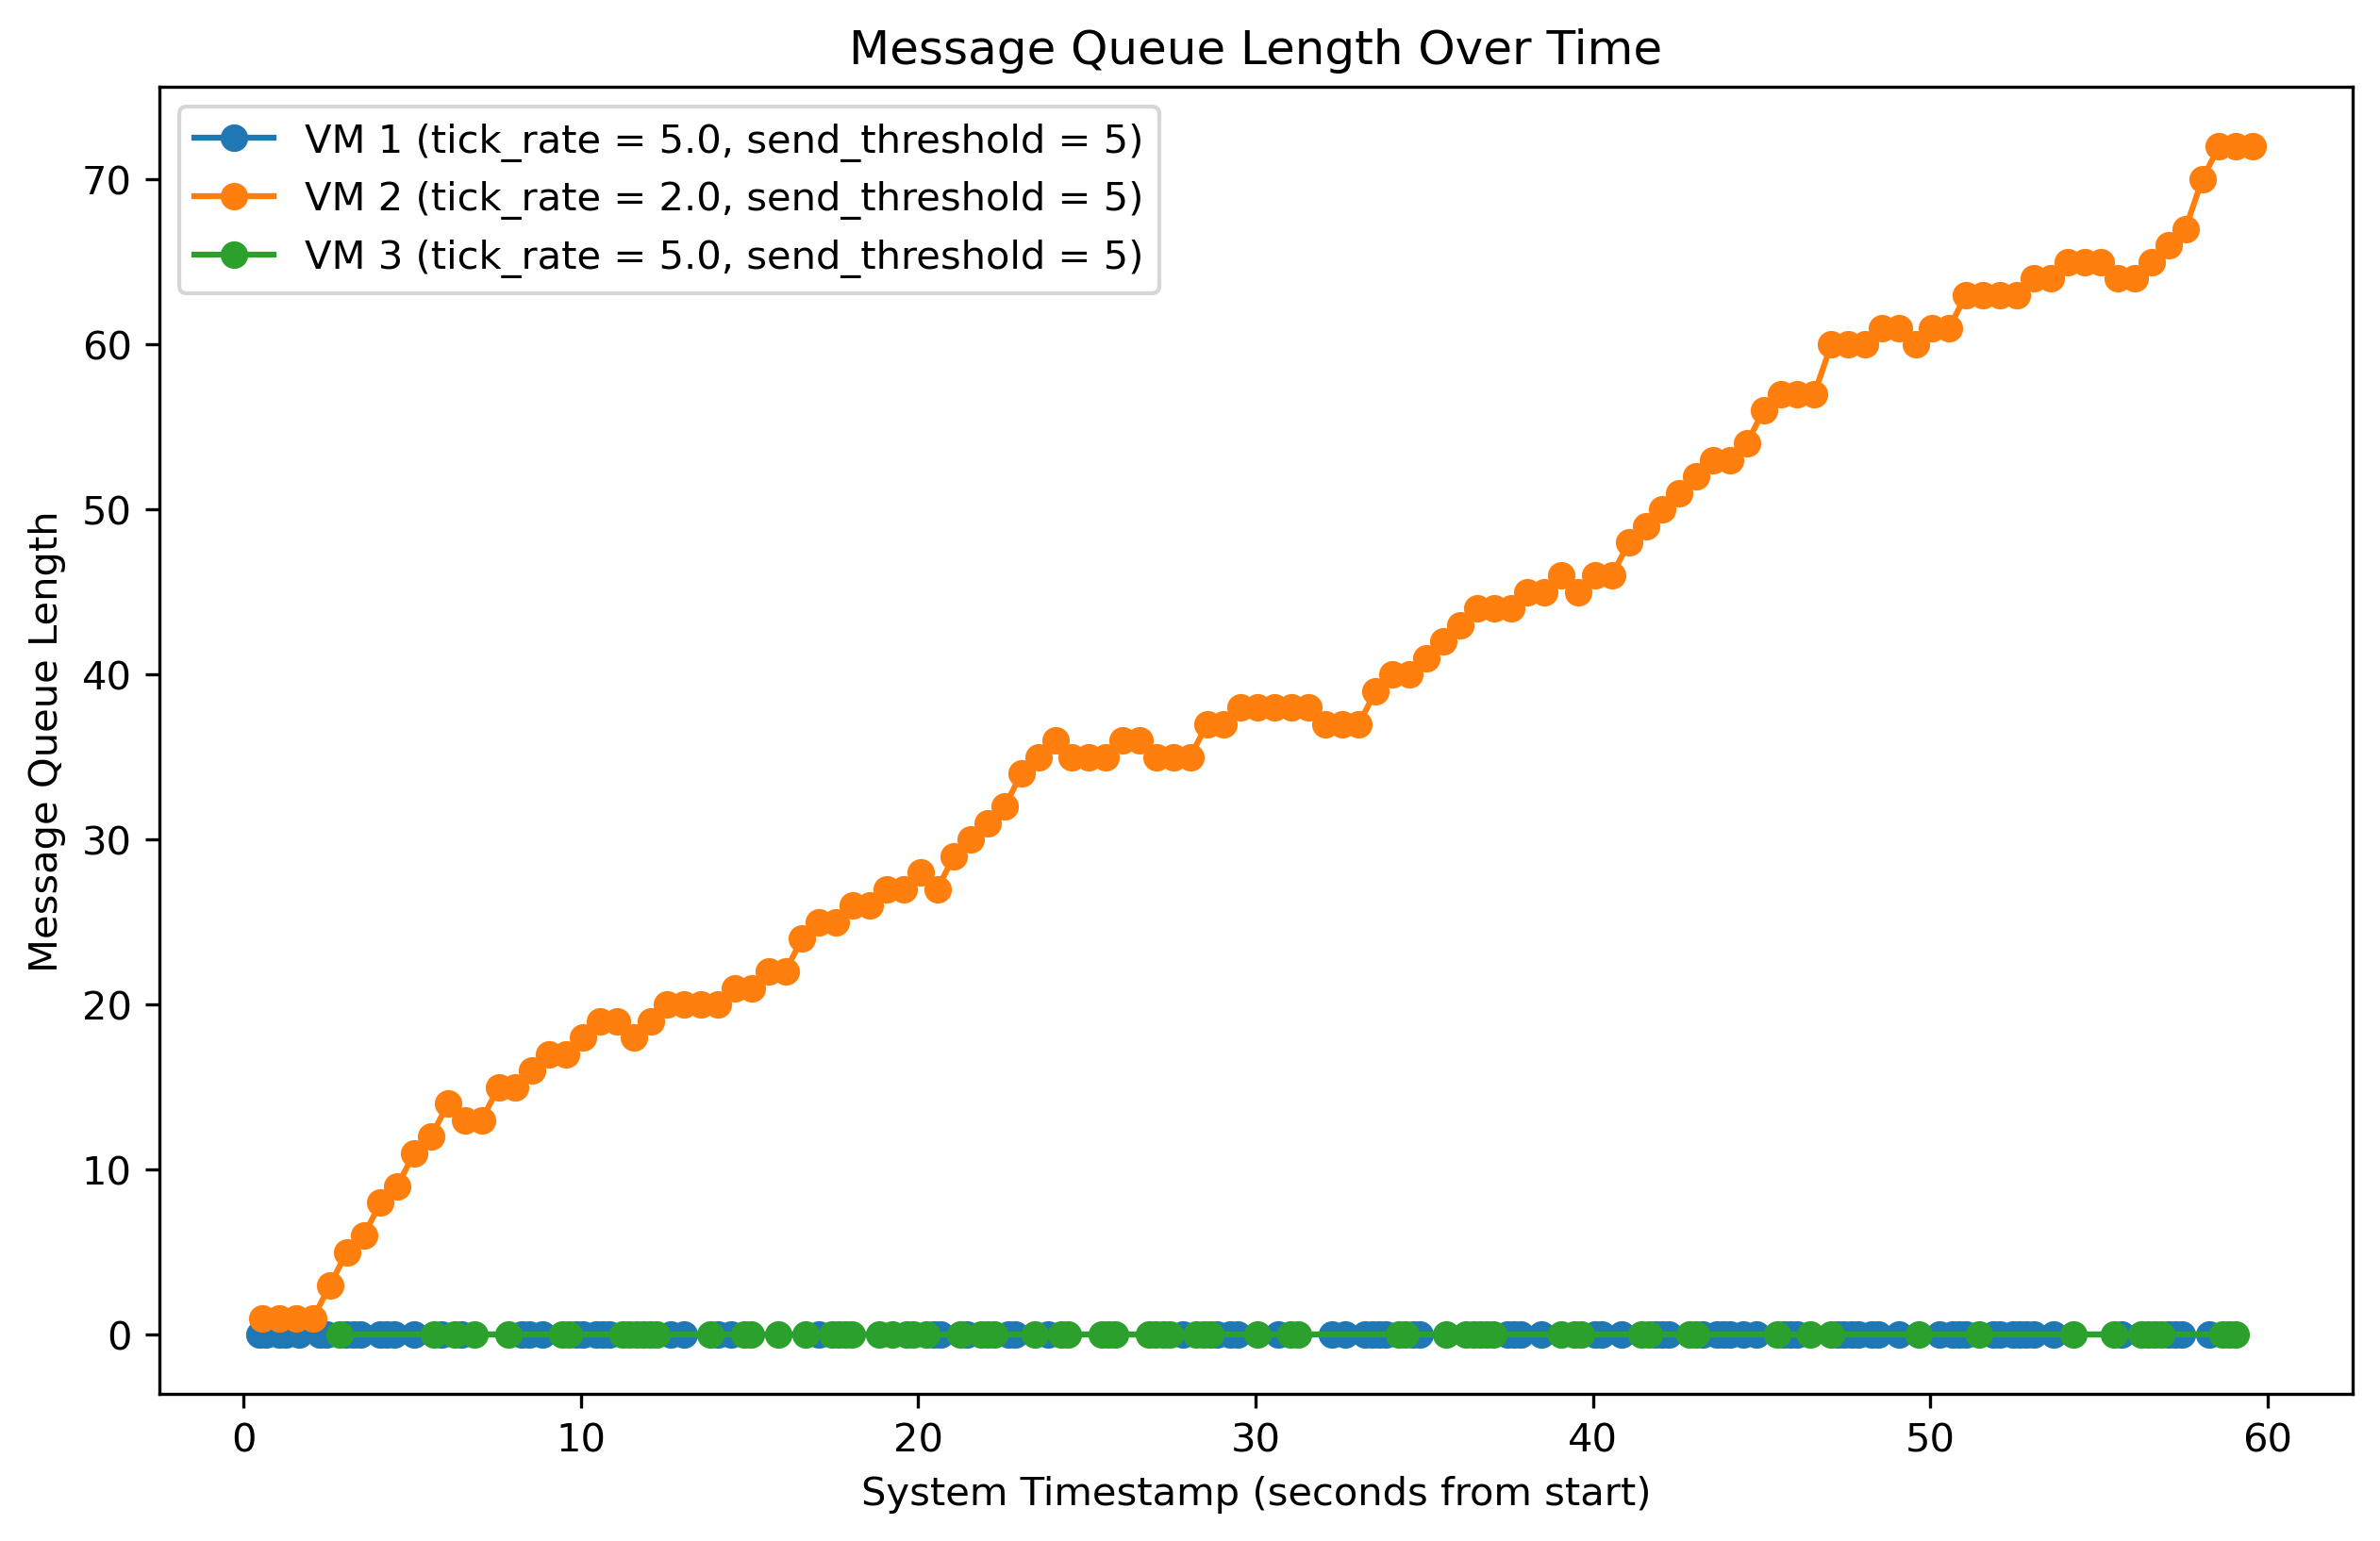 Message Queue Length Over Time
VM 1 (tick_rate = 5.0, send_threshold = 5)
VM 2 (tick_rate = 2.0, send_threshold = 5)
VM 3 (tick_rate = 5.0, send_threshold = 5)
Message Queue Length
70
60
50
40
30
20
10
0
0 10 20 30 40 50 60
System Timestamp (seconds from start)